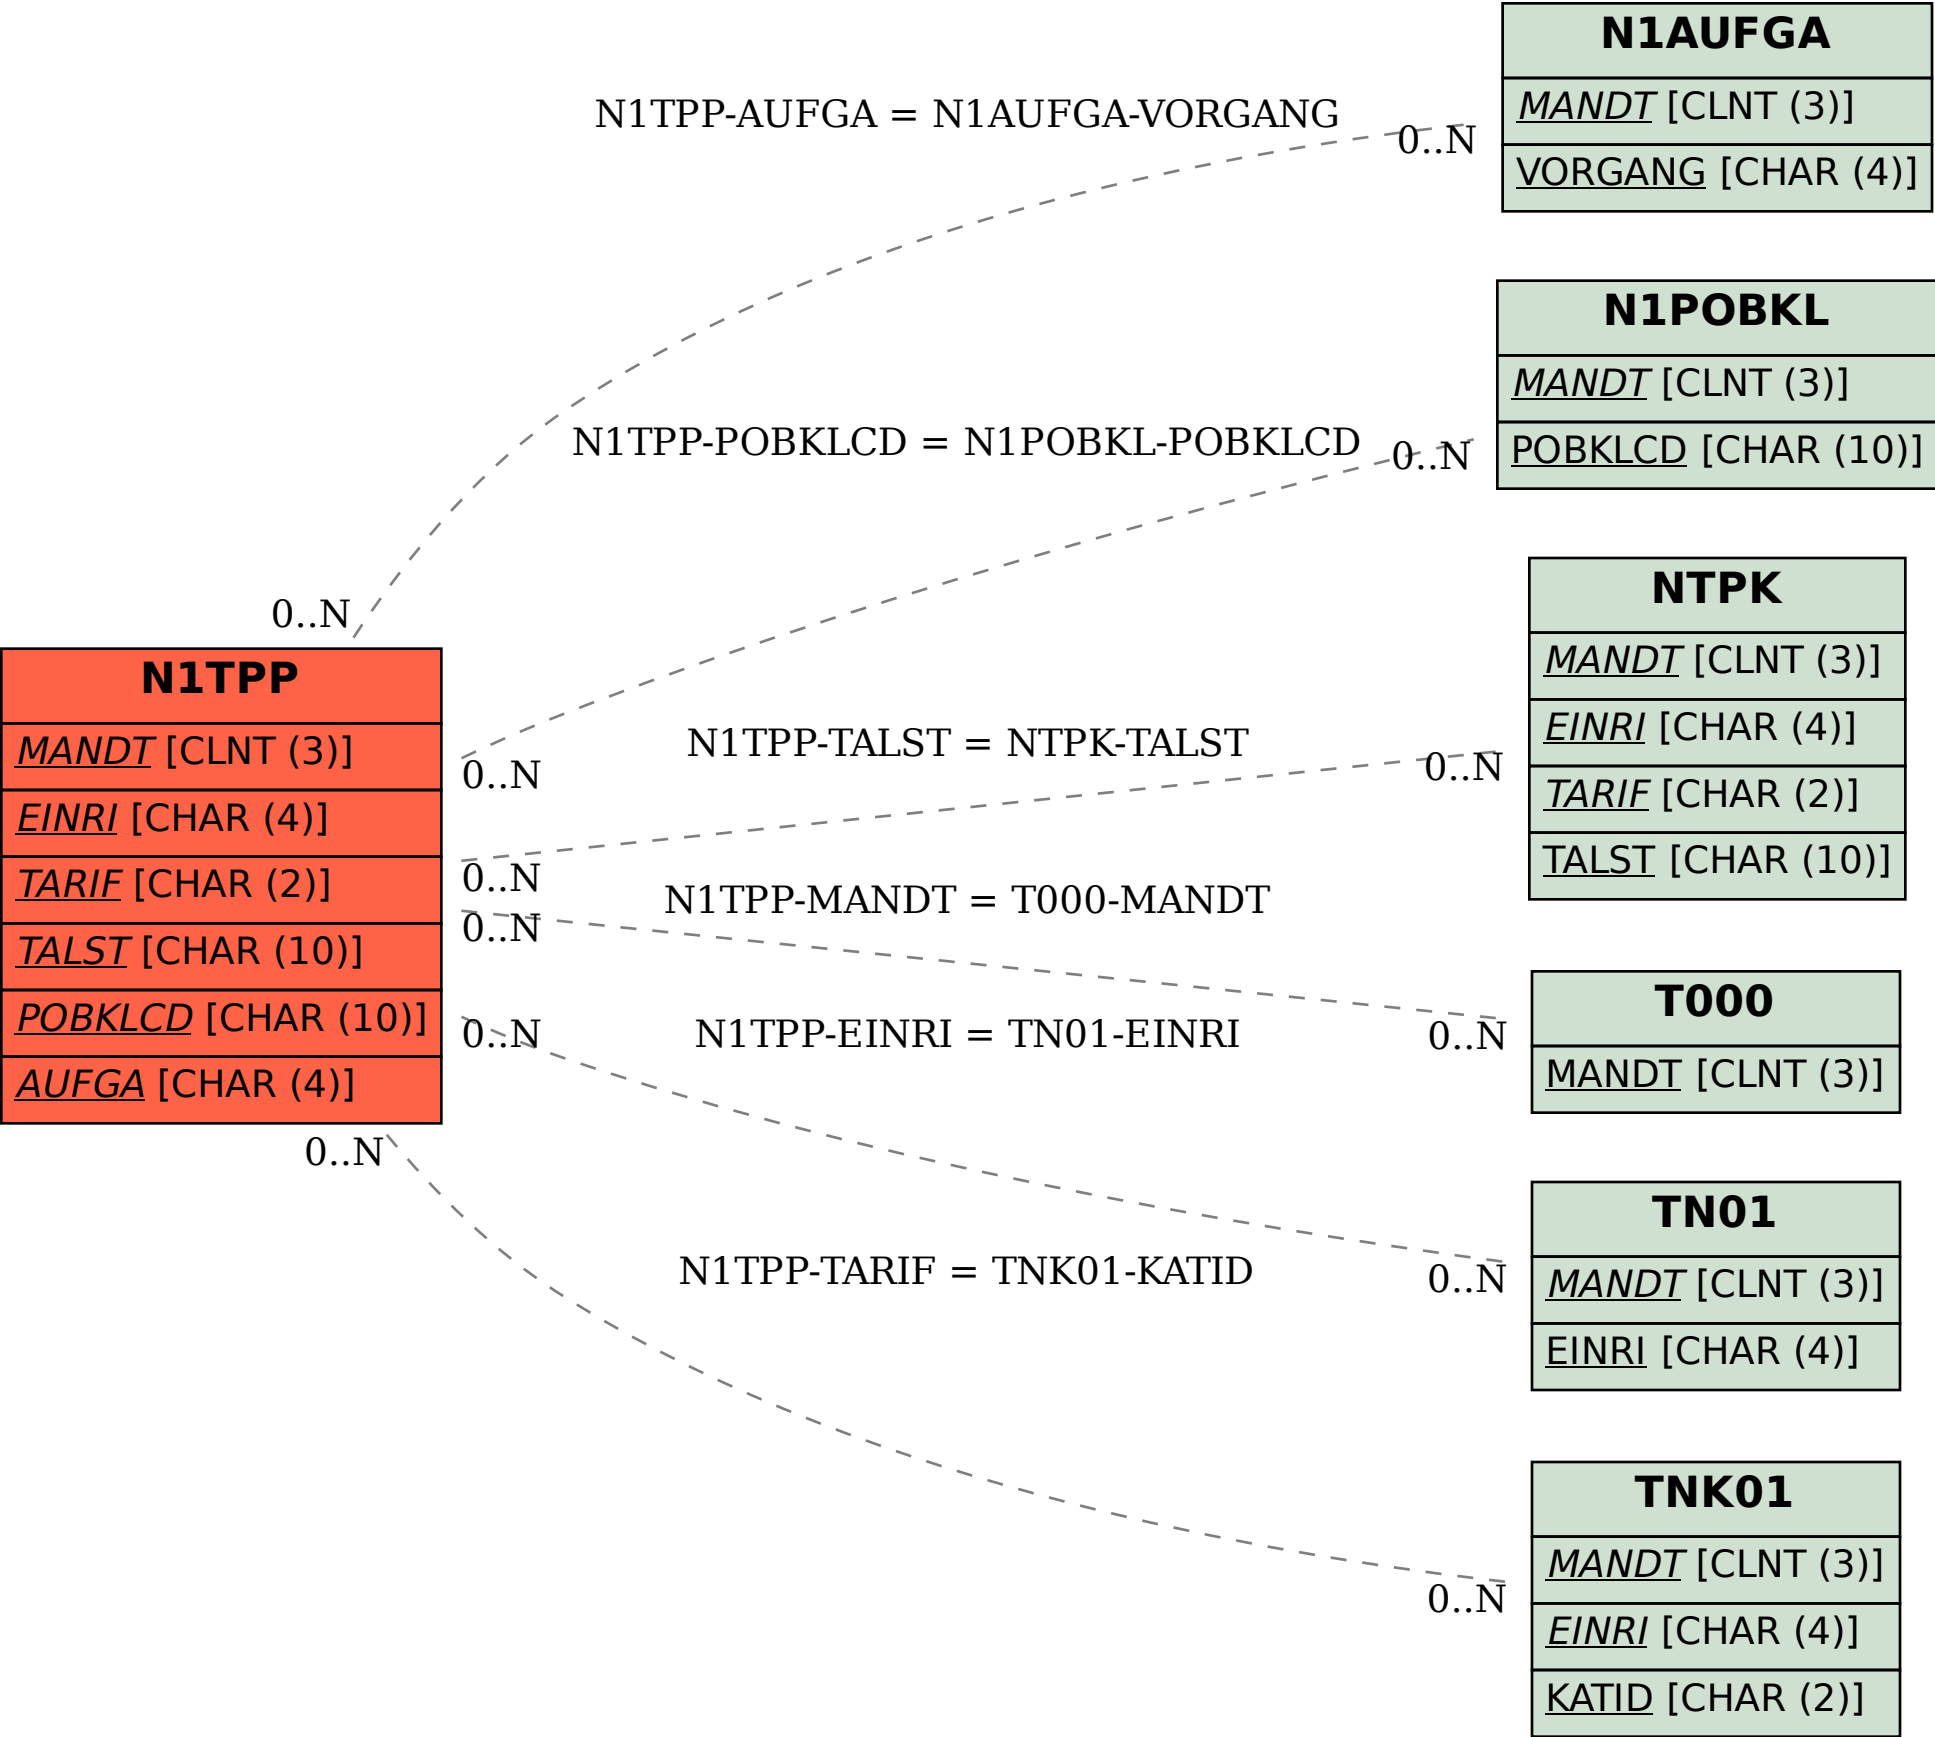 N1AUFGA
MANDT [CLNT (3)]
VORGANG [CHAR (4)]
N1TPP-AUFGA = N1AUFGA-VORGANG
0..N
0..N
N1POBKL
MANDT [CLNT (3)]
POBKLCD [CHAR (10)]
N1TPP-POBKLCD = N1POBKL-POBKLCD
0..N
0..N
NTPK
MANDT [CLNT (3)]
EINRI [CHAR (4)]
TARIF [CHAR (2)]
TALST [CHAR (10)]
N1TPP-TALST = NTPK-TALST
0..N
0..N
N1TPP
MANDT [CLNT (3)]
EINRI [CHAR (4)]
TARIF [CHAR (2)]
TALST [CHAR (10)]
POBKLCD [CHAR (10)]
AUFGA [CHAR (4)]
N1TPP-MANDT = T000-MANDT
0..N
0..N
T000
MANDT [CLNT (3)]
N1TPP-EINRI = TN01-EINRI
0..N
0..N
TN01
MANDT [CLNT (3)]
EINRI [CHAR (4)]
N1TPP-TARIF = TNK01-KATID
0..N
0..N
TNK01
MANDT [CLNT (3)]
EINRI [CHAR (4)]
KATID [CHAR (2)]